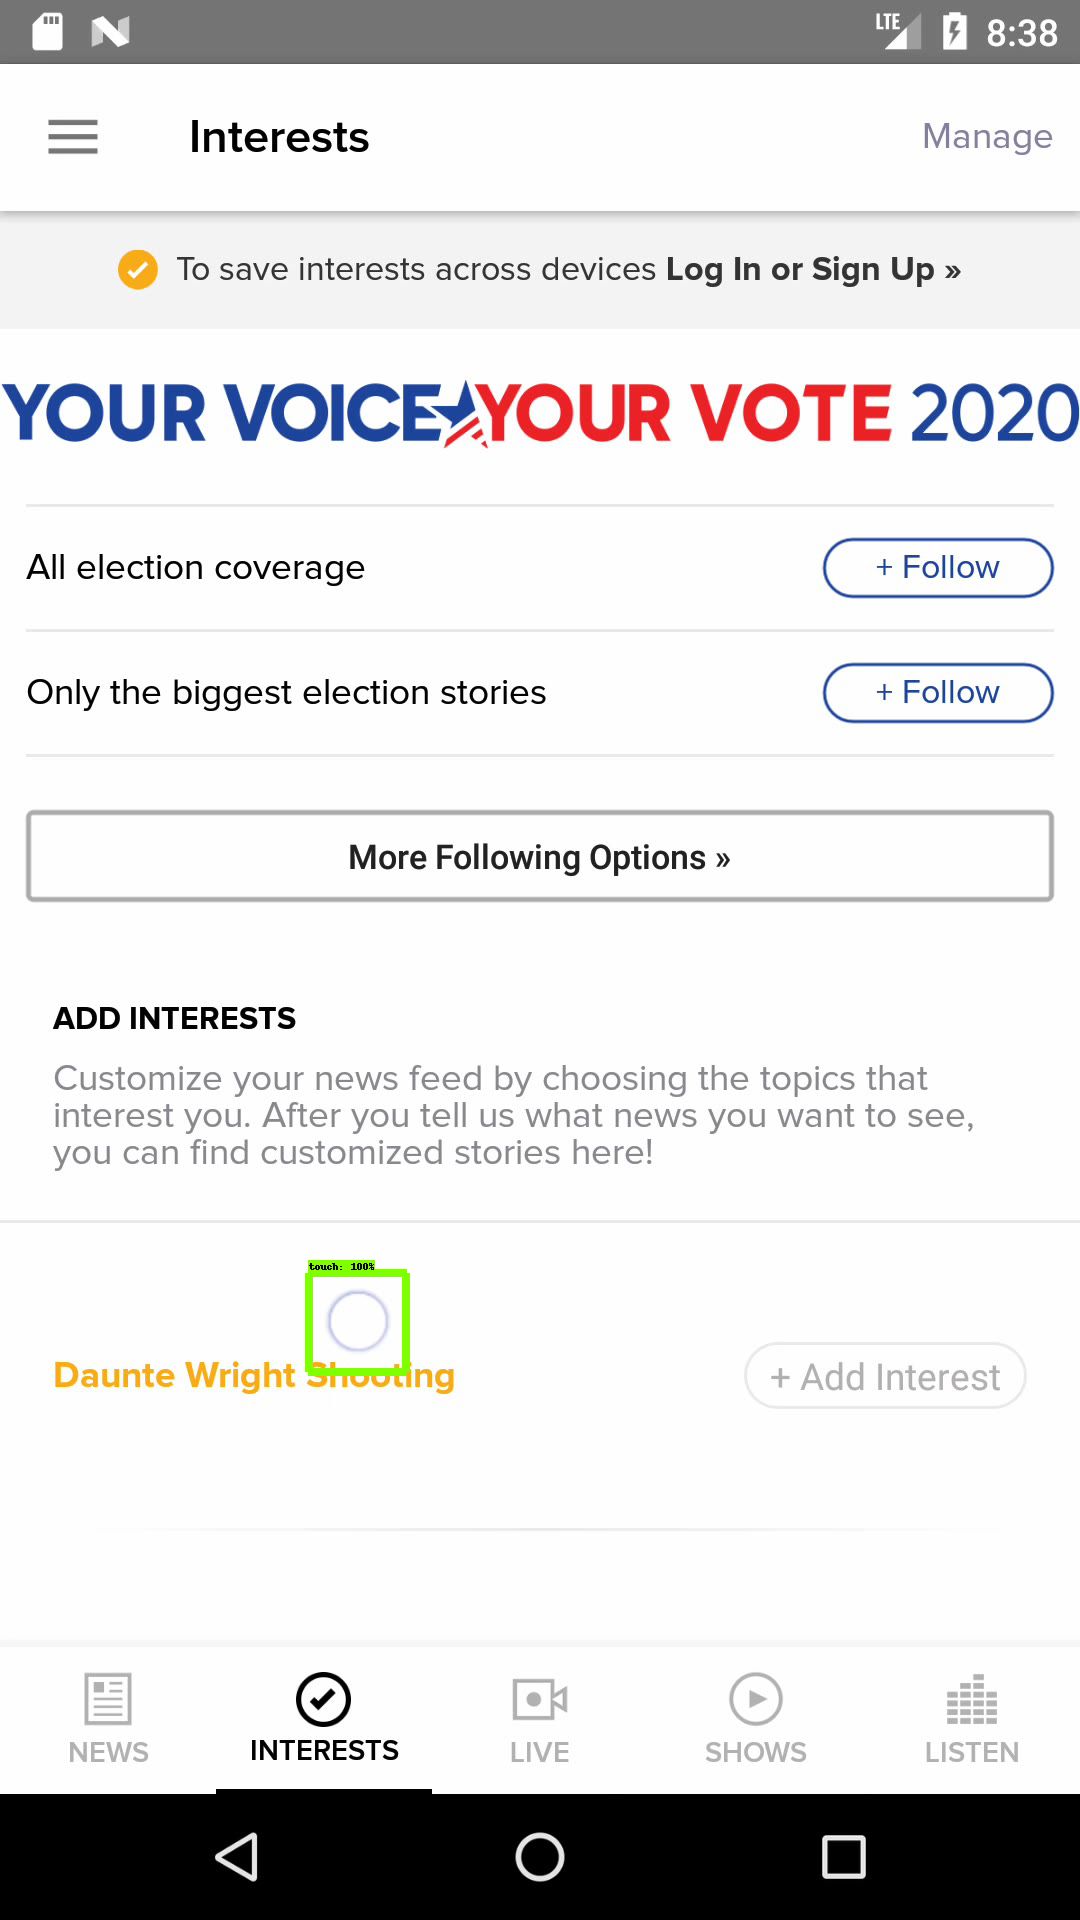 LTE 8:38
Interests Manage
To save interests across devices Log In or Sign Up »
YOUR VOICE YOUR VOTE 2020
All election coverage + Follow
Only the biggest election stories + Follow
More Following Options »
ADD INTERESTS
Customize your news feed by choosing the topics that
interest you. After you tell us what news you want to see,
you can find customized stories here!
touch: 100%
Daunte Wright Shooting + Add Interest
NEWS INTERESTS LIVE SHOWS LISTEN